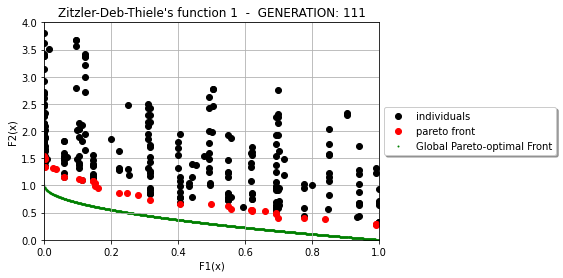 Zitzler-Deb-Thiele's function 1 - GENERATION: 111
4.0
3.5
3.0
2.5
2.0
1.5
1.0
0.5
0.0
F2(x)
0.0 0.2 0.4 0.6 0.8 1.0
F1(x)
individuals
pareto front
Global Pareto-optimal Front